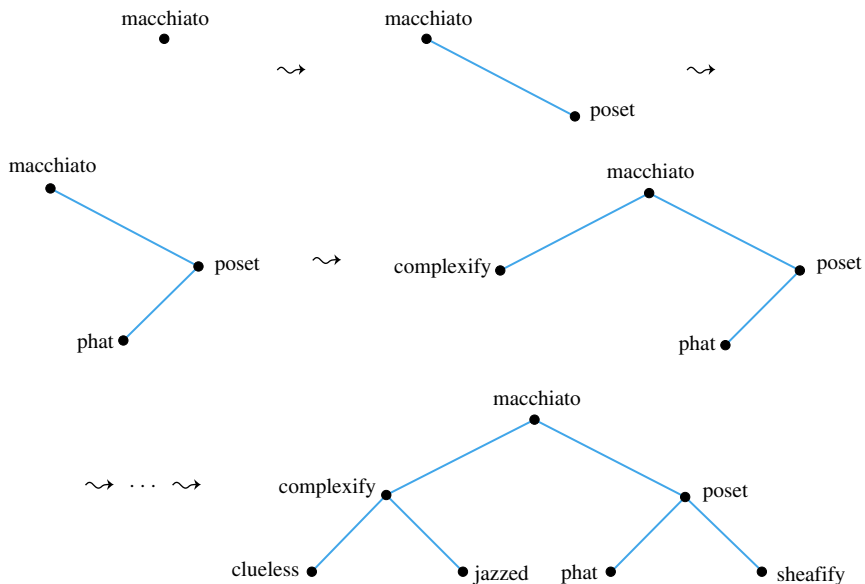 macchiato
macchiato
poset
macchiato
poset
phat
macchiato
complexify
poset
phat
. . .
macchiato
complexify
poset
clueless
jazzed
phat
sheafify